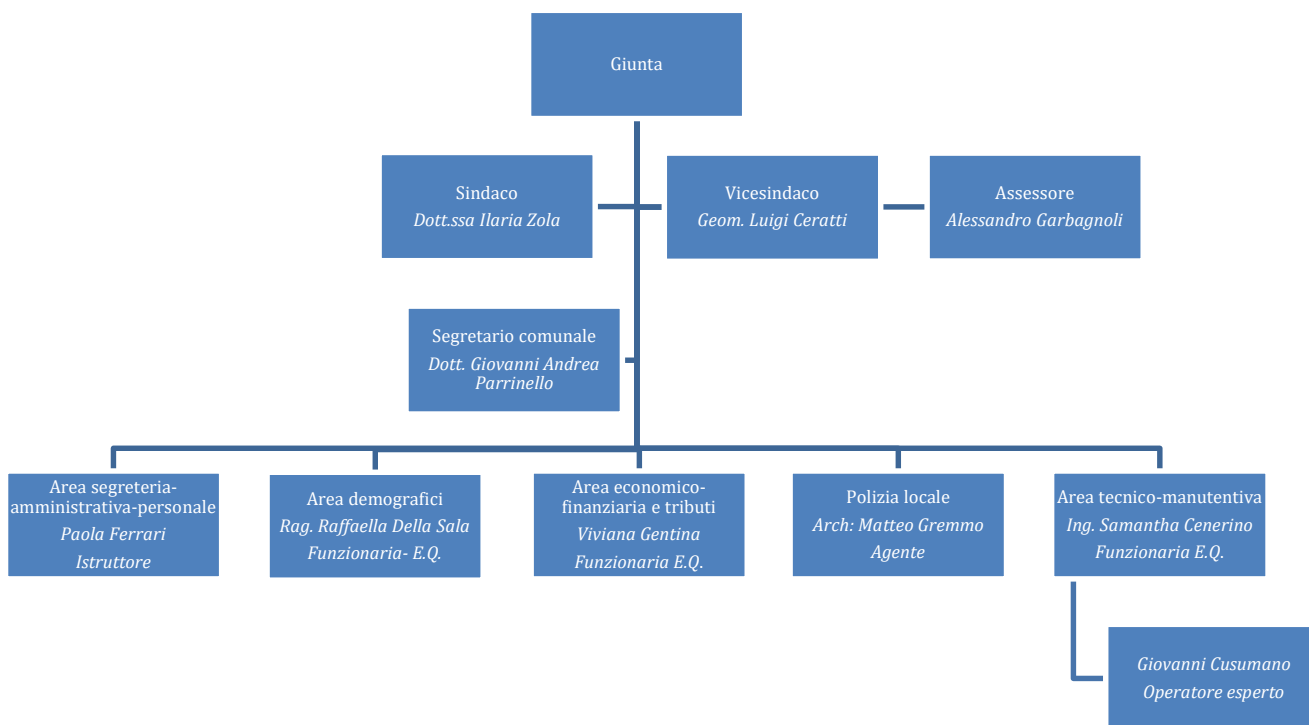 Giunta
Sindaco
Dott.ssa Ilaria Zola
Vicesindaco
Geom. Luigi Ceratti
Assessore
Alessandro Garbagnoli
Segretario comunale
Dott. Giovanni Andrea
Parrinello
Area segreteria-
amministrativa-personale
Paola Ferrari
Istruttore
Area demografici
Rag. Raffaella Della Sala
Funzionaria- E.Q.
Area economico-
finanziaria e tributi
Viviana Gentina
Funzionaria E.Q.
Polizia locale
Arch: Matteo Gremmo
Agente
Area tecnico-manutentiva
Ing. Samantha Cenerino
Funzionaria E.Q.
Giovanni Cusumano
Operatore esperto